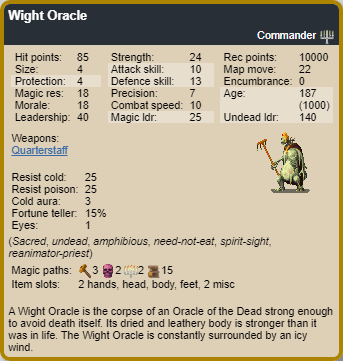 Wight Oracle
Commander
Hit points: 85 Strength: 24 Rec points: 10000
Size: 4 Attack skill: 10 Map move: 22
Protection: 4 Defence skill: 13 Encumbrance: 0
Magic res: 18 Precision: 7 Age: 187
Morale: 18 Combat speed: 10 (1000)
Leadership: 40 Magic ldr: 25 Undead ldr: 140
Weapons:
Quarterstaff
Resist cold: 25
Resist poison: 25
Cold aura: 3
Fortune teller: 15%
Eyes: 1
(Sacred, undead, amphibious, need-not-eat, spirit-sight,
reanimator-priest)
Magic paths: 3 2 2 15
Item slots: 2 hands, head, body, feet, 2 misc
A Wight Oracle is the corpse of an Oracle of the Dead strong enough
to avoid death itself. Its dried and leathery body is stronger than it
was in life. The Wight Oracle is constantly surrounded by an icy
wind.